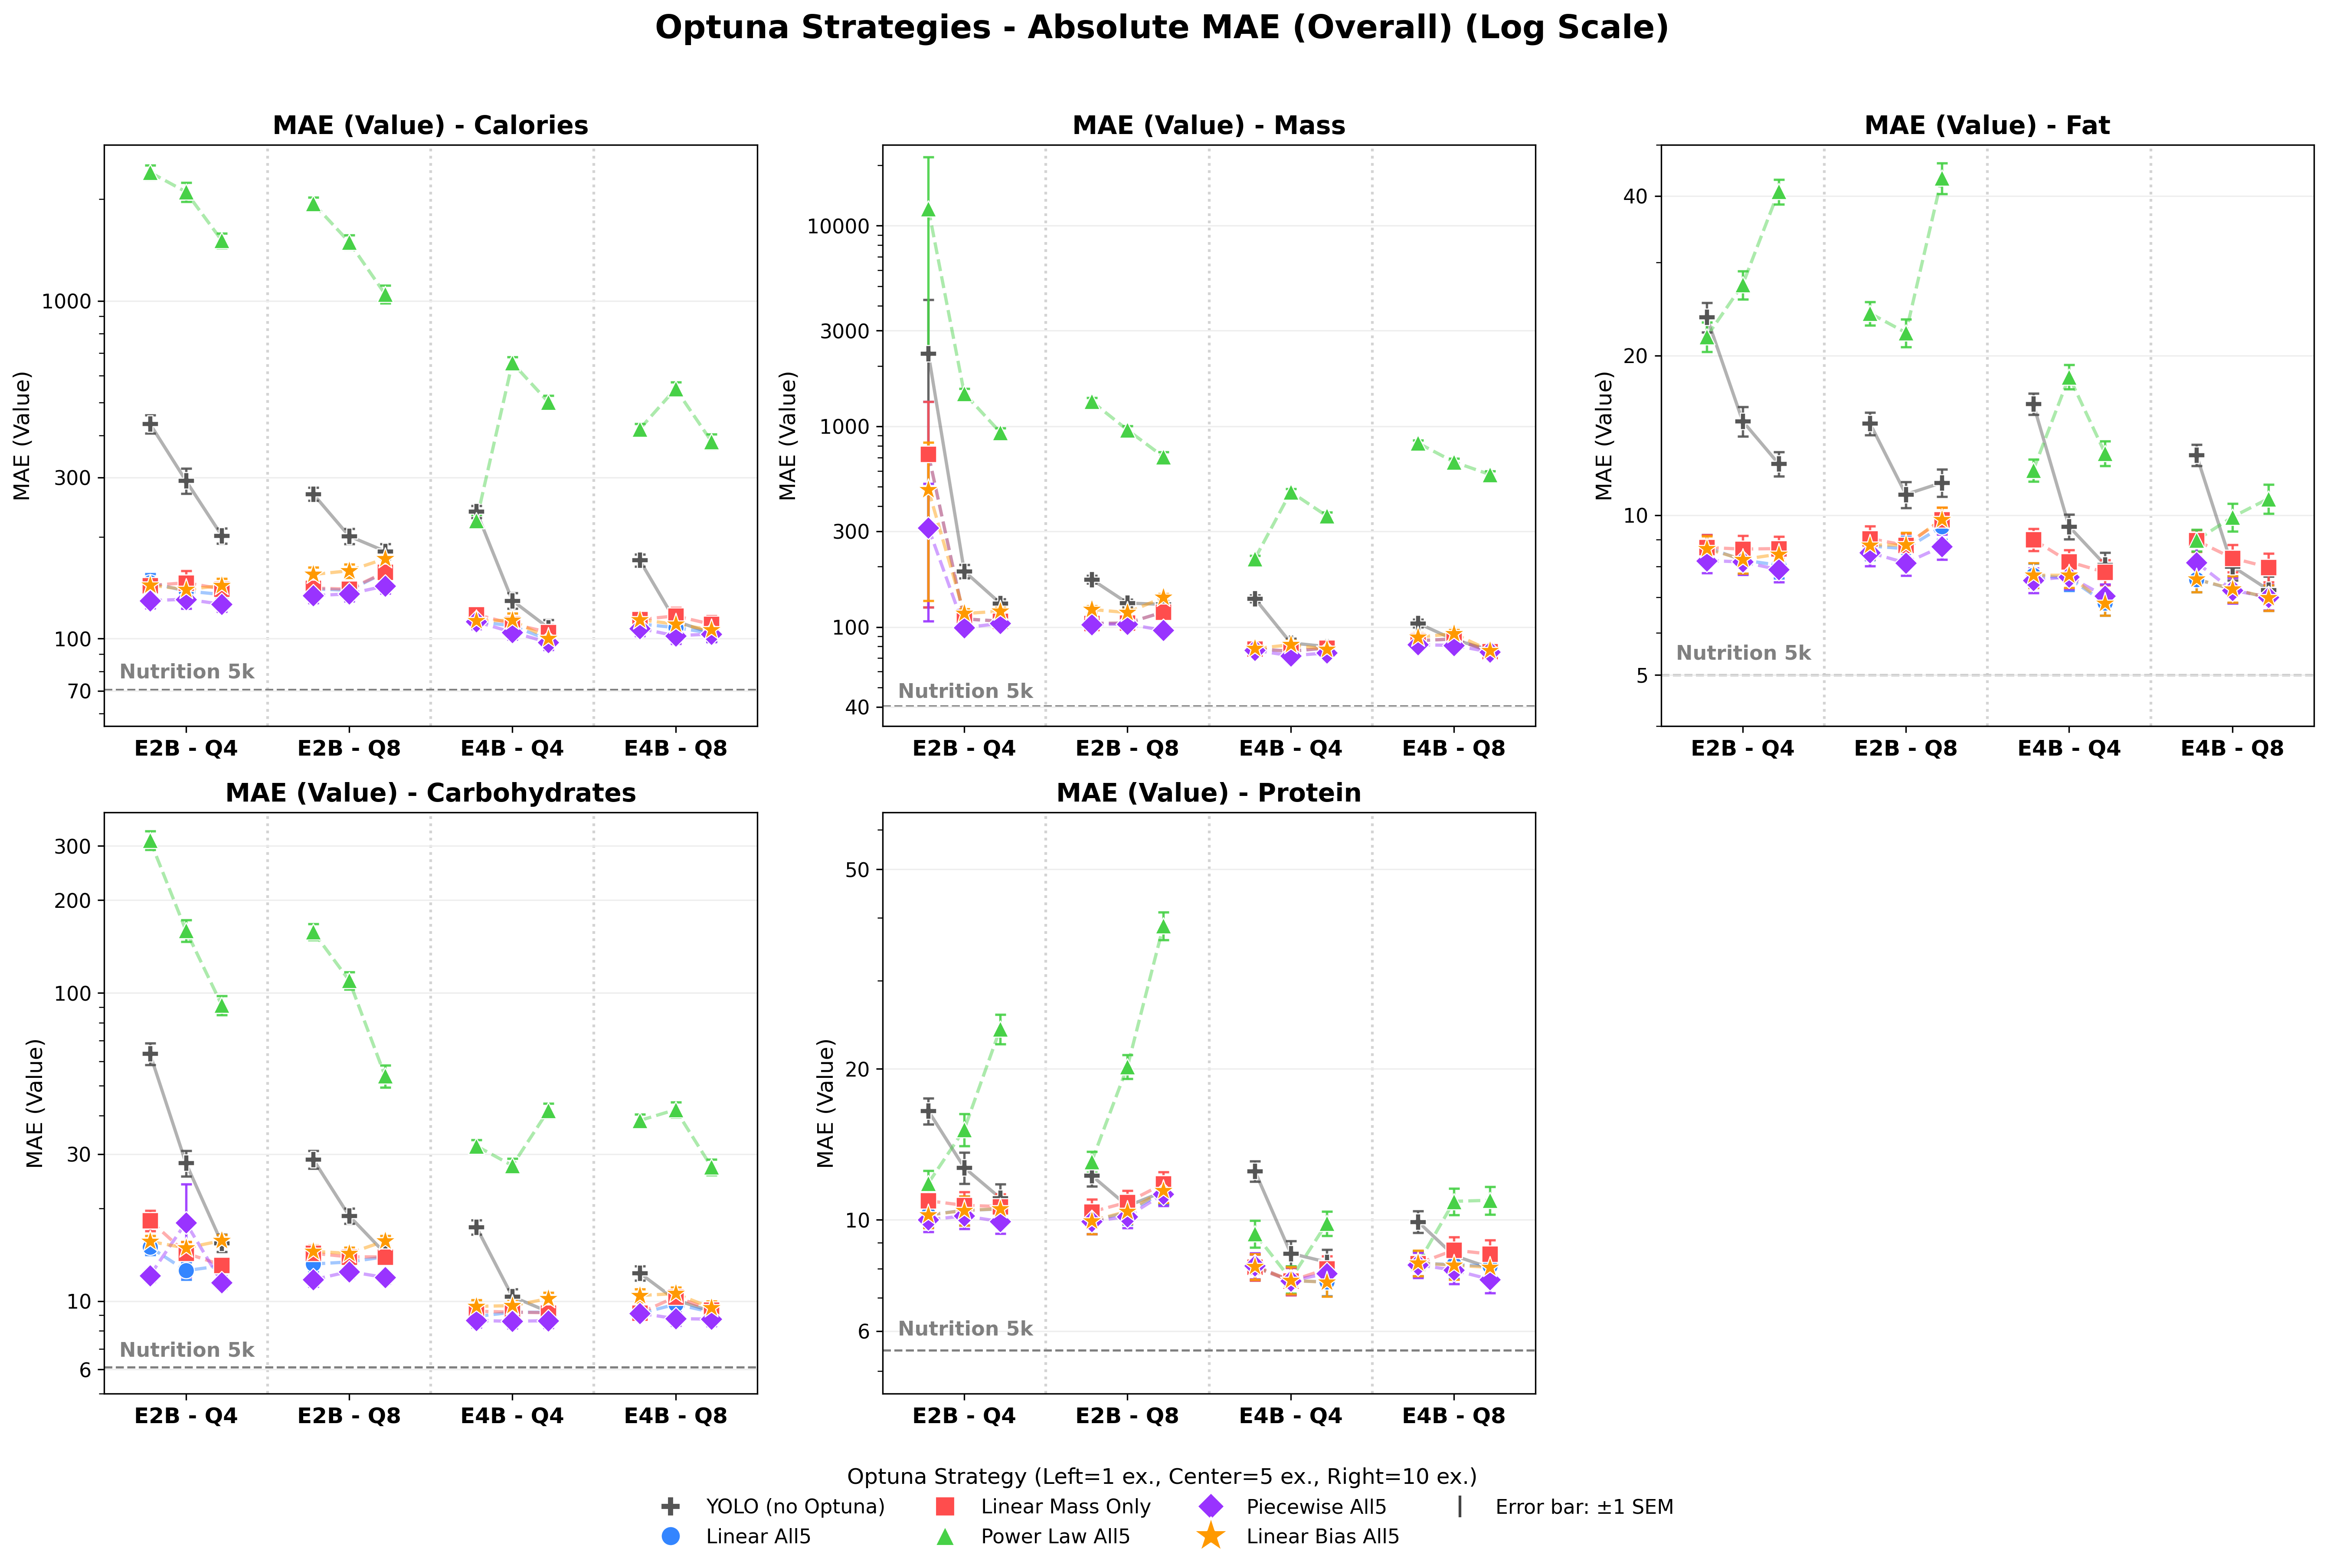 Optuna Strategies - Absolute MAE (Overall) (Log Scale)
MAE (Value) - Calories
MAE (Value)
1000
300
100
70
Nutrition 5k
E2B - Q4
E2B - Q8
E4B - Q4
E4B - Q8
MAE (Value) - Mass
MAE (Value)
10000
3000
1000
300
100
40
Nutrition 5k
E2B - Q4
E2B - Q8
E4B - Q4
E4B - Q8
MAE (Value) - Fat
MAE (Value)
40
20
10
5
Nutrition 5k
E2B - Q4
E2B - Q8
E4B - Q4
E4B - Q8
MAE (Value) - Carbohydrates
MAE (Value)
300
200
100
30
10
6
Nutrition 5k
E2B - Q4
E2B - Q8
E4B - Q4
E4B - Q8
MAE (Value) - Protein
MAE (Value)
50
20
10
6
Nutrition 5k
E2B - Q4
E2B - Q8
E4B - Q4
E4B - Q8
Optuna Strategy (Left=1 ex., Center=5 ex., Right=10 ex.)
YOLO (no Optuna)
Linear All5
Linear Mass Only
Power Law All5
Piecewise All5
Linear Bias All5
Error bar: ±1 SEM